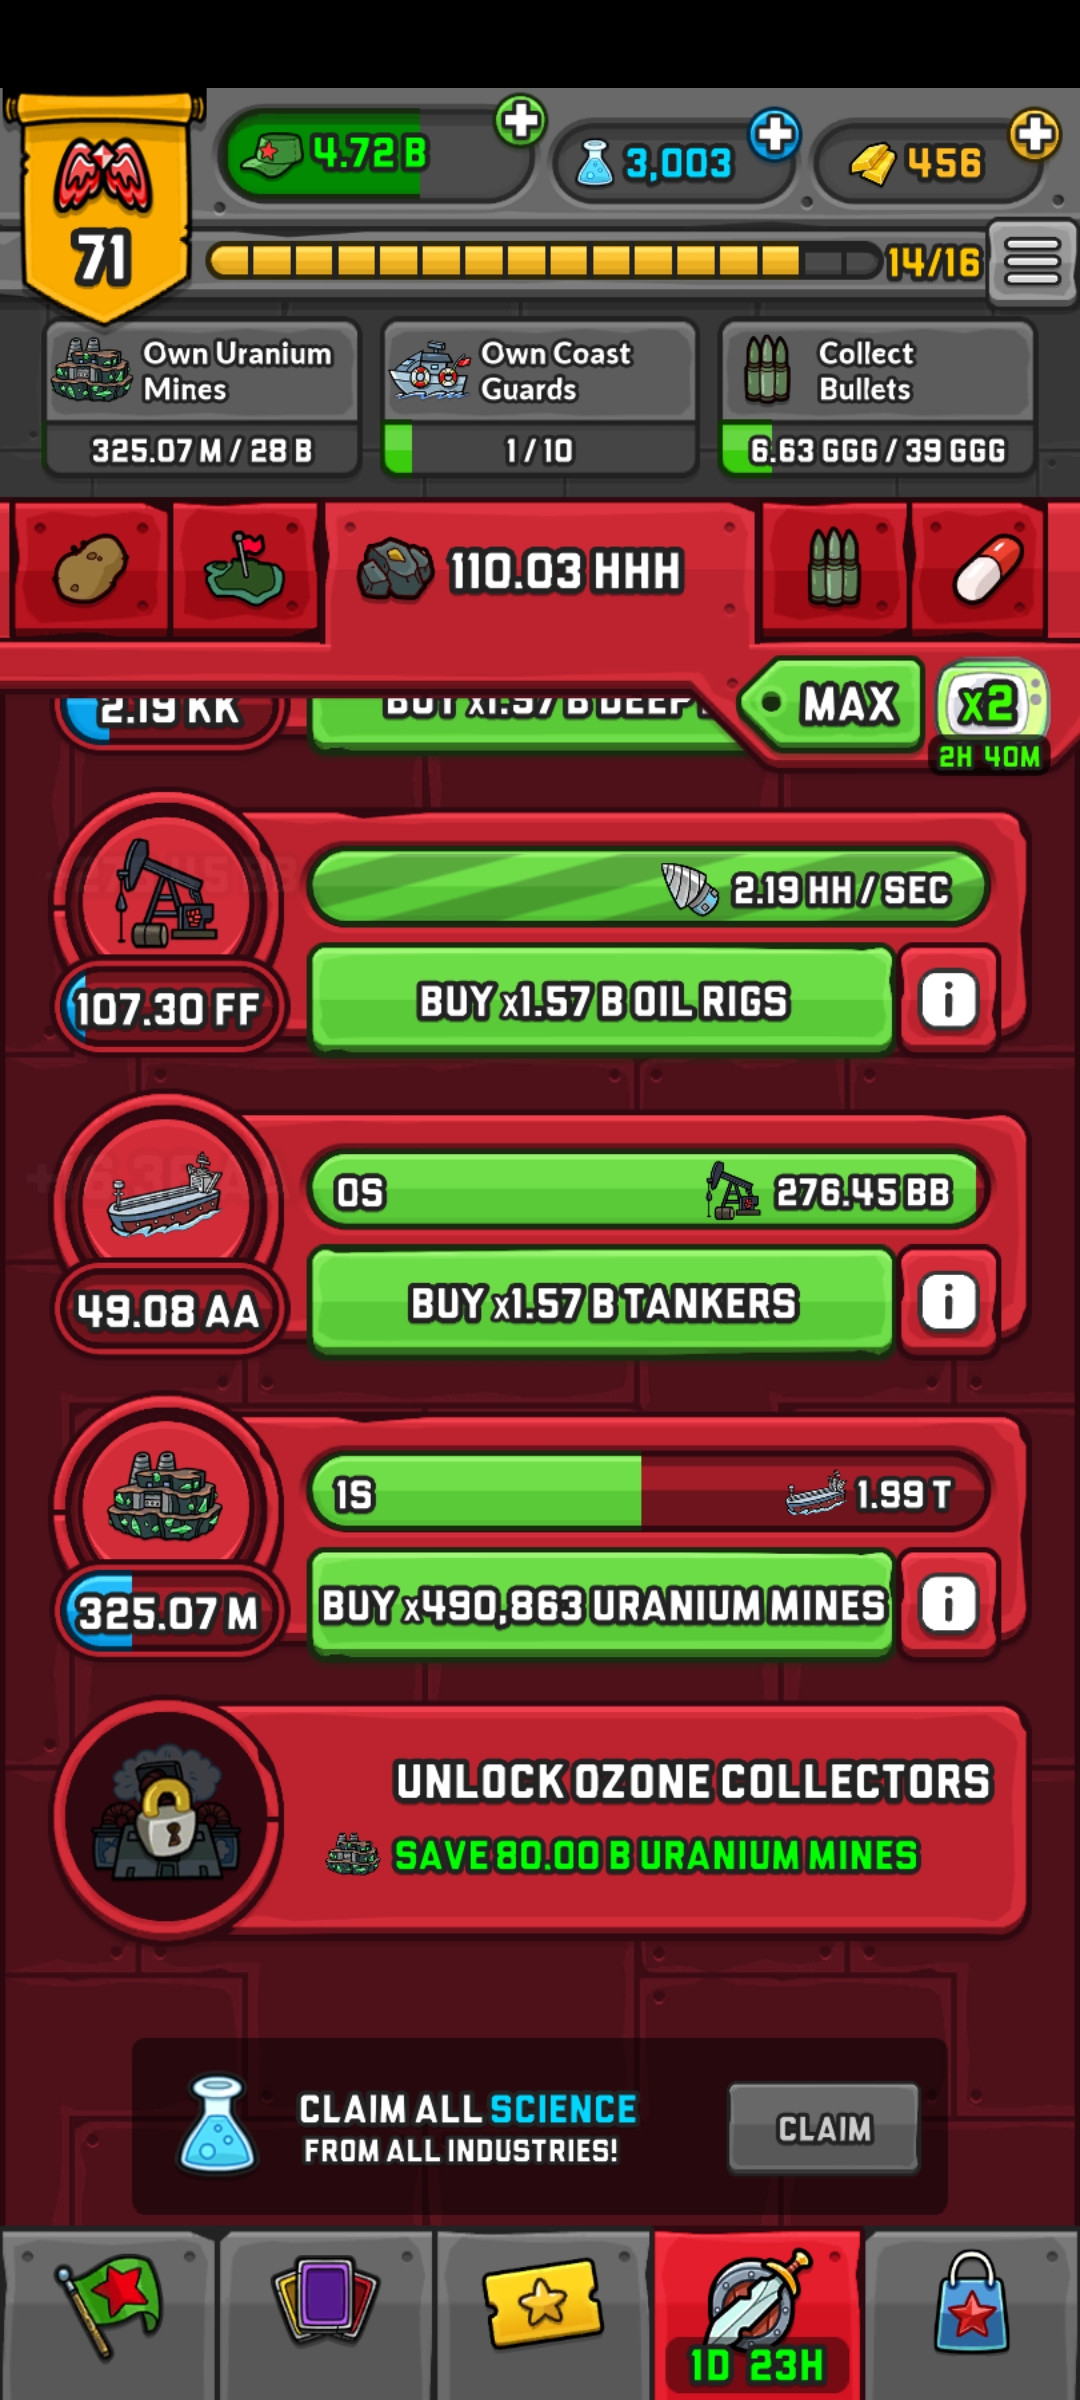 4.72 B
3,003
456
71
14/16
Own Uranium
Mines
325.07 M / 28 B
Own Coast
Guards
1 / 10
Collect
Bullets
6.63 GGG / 39 GGG
110.03 HHH
MAX
x2
2H 40M
2.19 KK
BUY x1.57 B DEEP
2.19 HH / SEC
107.30 FF
BUY x1.57 B OIL RIGS
i
0S
276.45 BB
49.08 AA
BUY x1.57 B TANKERS
i
1S
1.99 T
325.07 M
BUY x490,863 URANIUM MINES
i
UNLOCK OZONE COLLECTORS
SAVE 80.00 B URANIUM MINES
CLAIM ALL SCIENCE
FROM ALL INDUSTRIES!
CLAIM
1D 23H